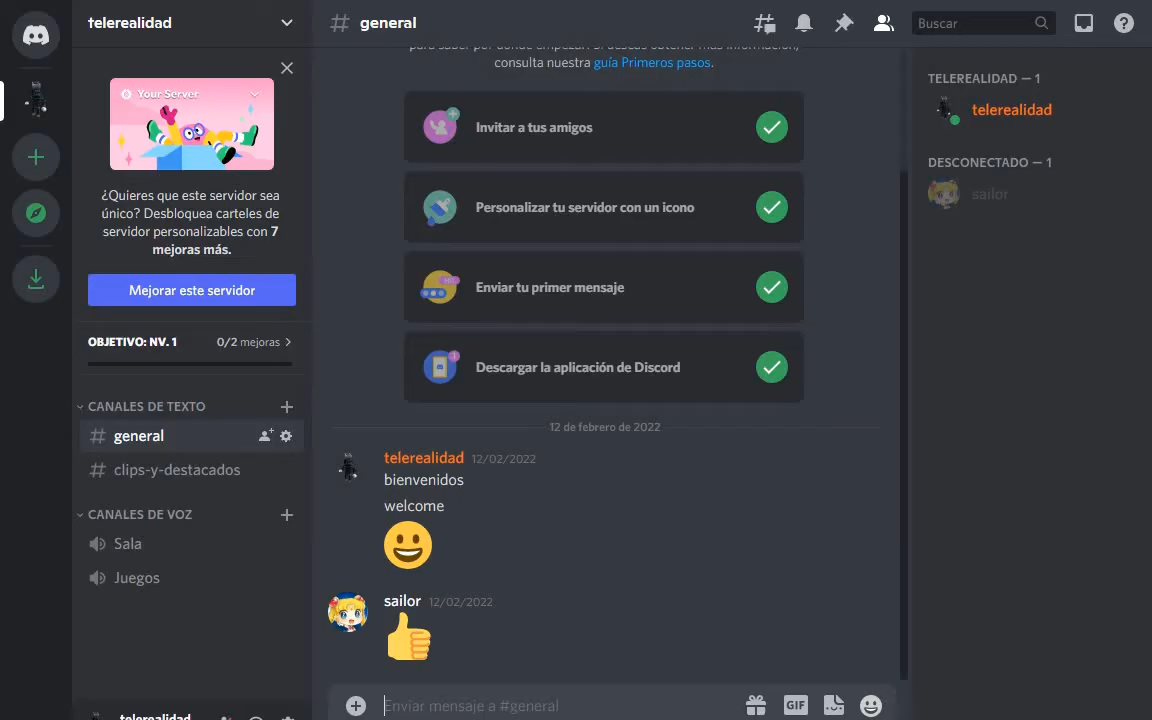 telerealidad
general
Buscar
Your Server
¿Quieres que este servidor sea
único? Desbloquea carteles de
servidor personalizables con 7
mejoras más.
Mejorar este servidor
OBJETIVO: NV. 1
0/2 mejoras
CANALES DE TEXTO
general
clips-y-destacados
CANALES DE VOZ
Sala
Juegos
telerealidad
consulta nuestra guía Primeros pasos.
Invitar a tus amigos
Personalizar tu servidor con un icono
Enviar tu primer mensaje
Descargar la aplicación de Discord
12 de febrero de 2022
telerealidad 12/02/2022
bienvenidos
welcome
sailor 12/02/2022
Enviar mensaje a #general
GIF
TELEREALIDAD — 1
telerealidad
DESCONECTADO — 1
sailor